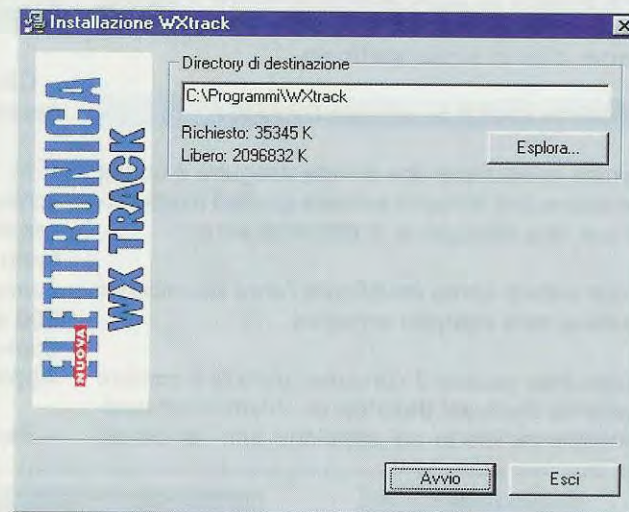 Installazione WXtrack
Directory di destinazione
C:\Programmi\WXtrack
Richiesto: 35345 K
Libero: 2096832 K
Esplora...
NUOVA
ELETTRONICA
WX TRACK
Avvio
Esci